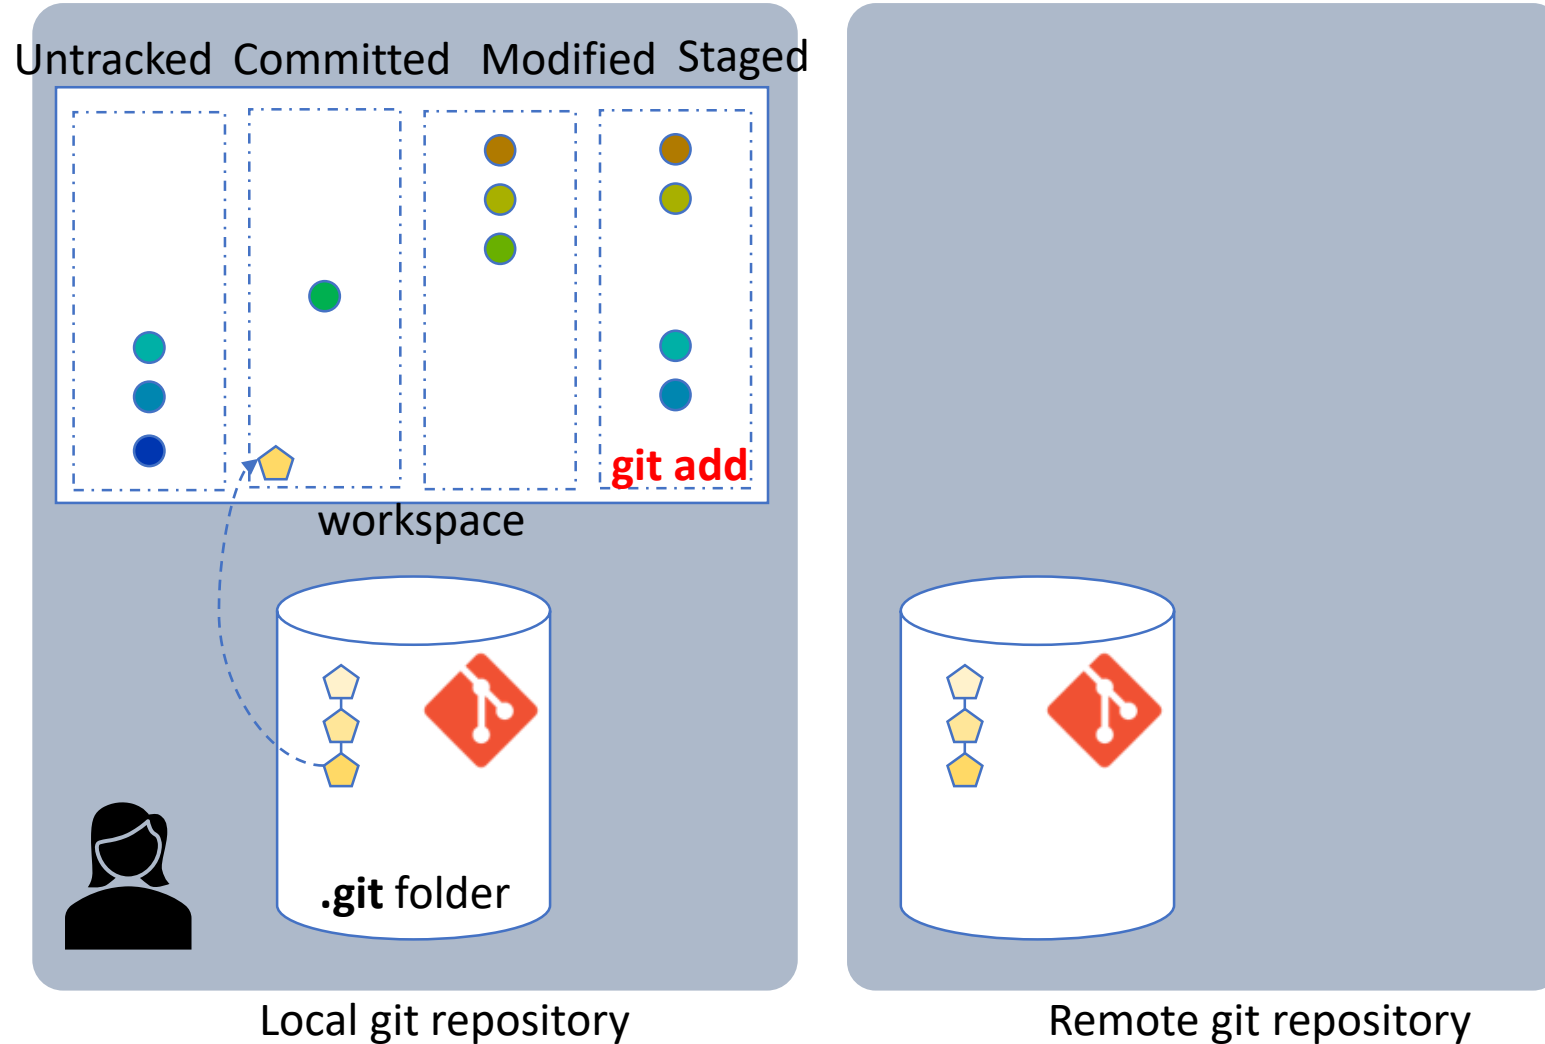 Untracked Committed Modified Staged
git add
workspace
.git folder
Local git repository
Remote git repository